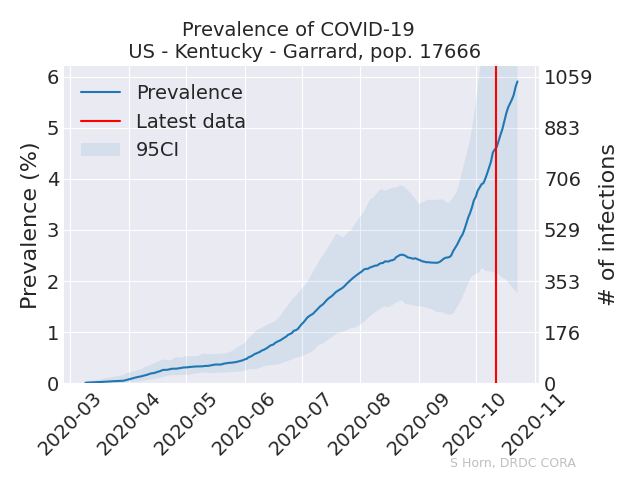 Prevalence of COVID-19
US - Kentucky - Garrard, pop. 17666
Prevalence (%)
6
5
4
3
2
1
0
Prevalence
Latest data
95CI
1059
883
706
529
353
176
0
# of infections
2020-03
2020-04
2020-05
2020-06
2020-07
2020-08
2020-09
2020-10
2020-11
S Horn, DRDC CORA